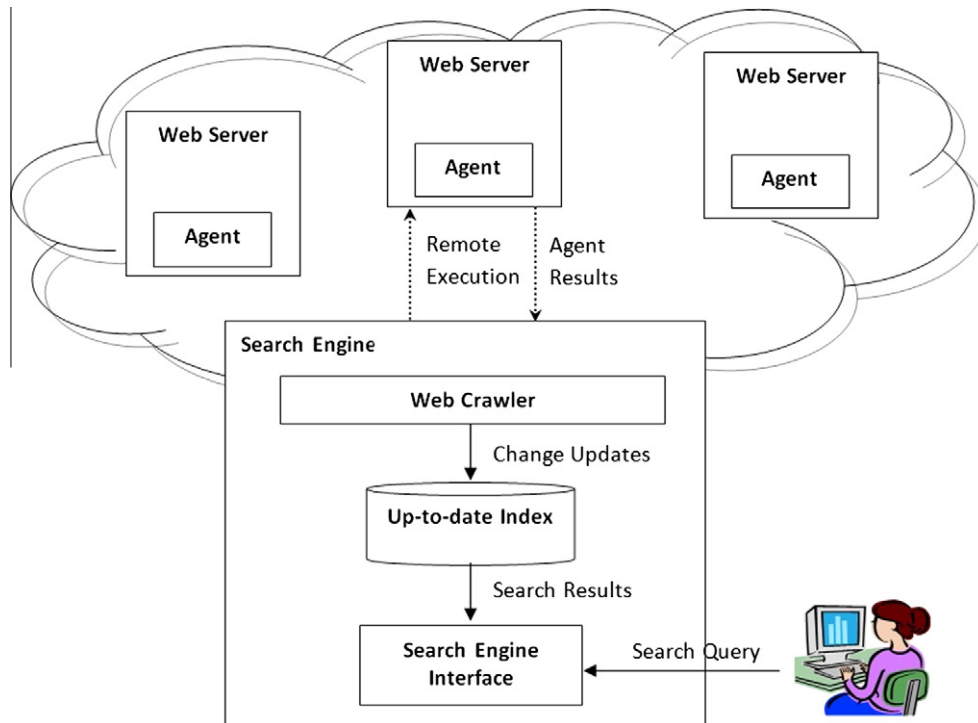 Web Server
Agent
Web Server
Agent
Web Server
Agent
Remote
Execution
Agent
Results
Search Engine
Web Crawler
Change Updates
Up-to-date Index
Search Results
Search Engine
Interface
Search Query